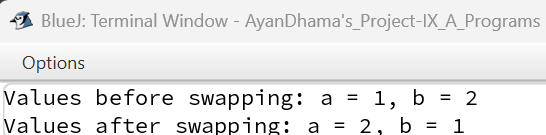 BlueJ: Terminal Window - AyanDhama's_Project-IX_A_Programs
Options
Values before swapping: a = 1, b = 2
Values after swapping: a = 2, b = 1